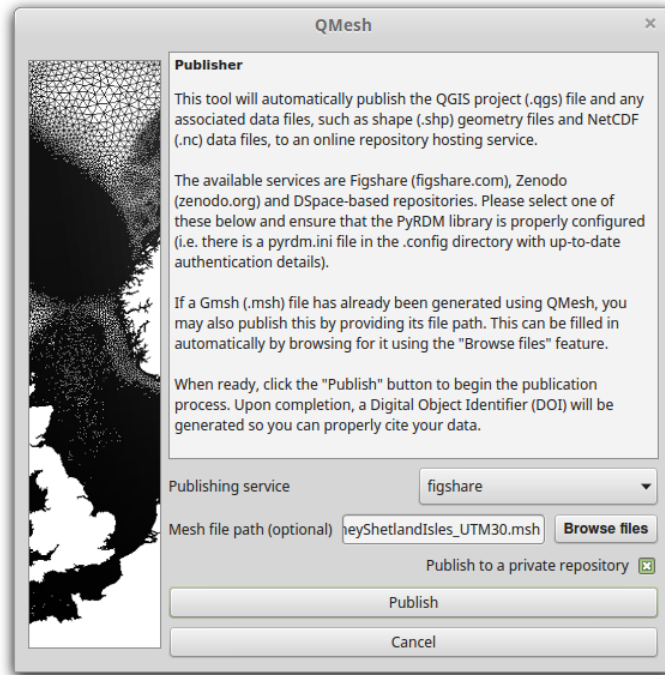 QMesh
Publisher
This tool will automatically publish the QGIS project (.qgs) file and any
associated data files, such as shape (.shp) geometry files and NetCDF
(.nc) data files, to an online repository hosting service.
The available services are Figshare (figshare.com), Zenodo
(zenodo.org) and DSpace-based repositories. Please select one of
these below and ensure that the PyRDM library is properly configured
(i.e. there is a pyrdm.ini file in the .config directory with up-to-date
authentication details).
If a Gmsh (.msh) file has already been generated using QMesh, you
may also publish this by providing its file path. This can be filled in
automatically by browsing for it using the "Browse files" feature.
When ready, click the "Publish" button to begin the publication
process. Upon completion, a Digital Object Identifier (DOI) will be
generated so you can properly cite your data.
Publishing service figshare
Mesh file path (optional) neyShetlandIsles_UTM30.msh Browse files
Publish to a private repository
Publish
Cancel